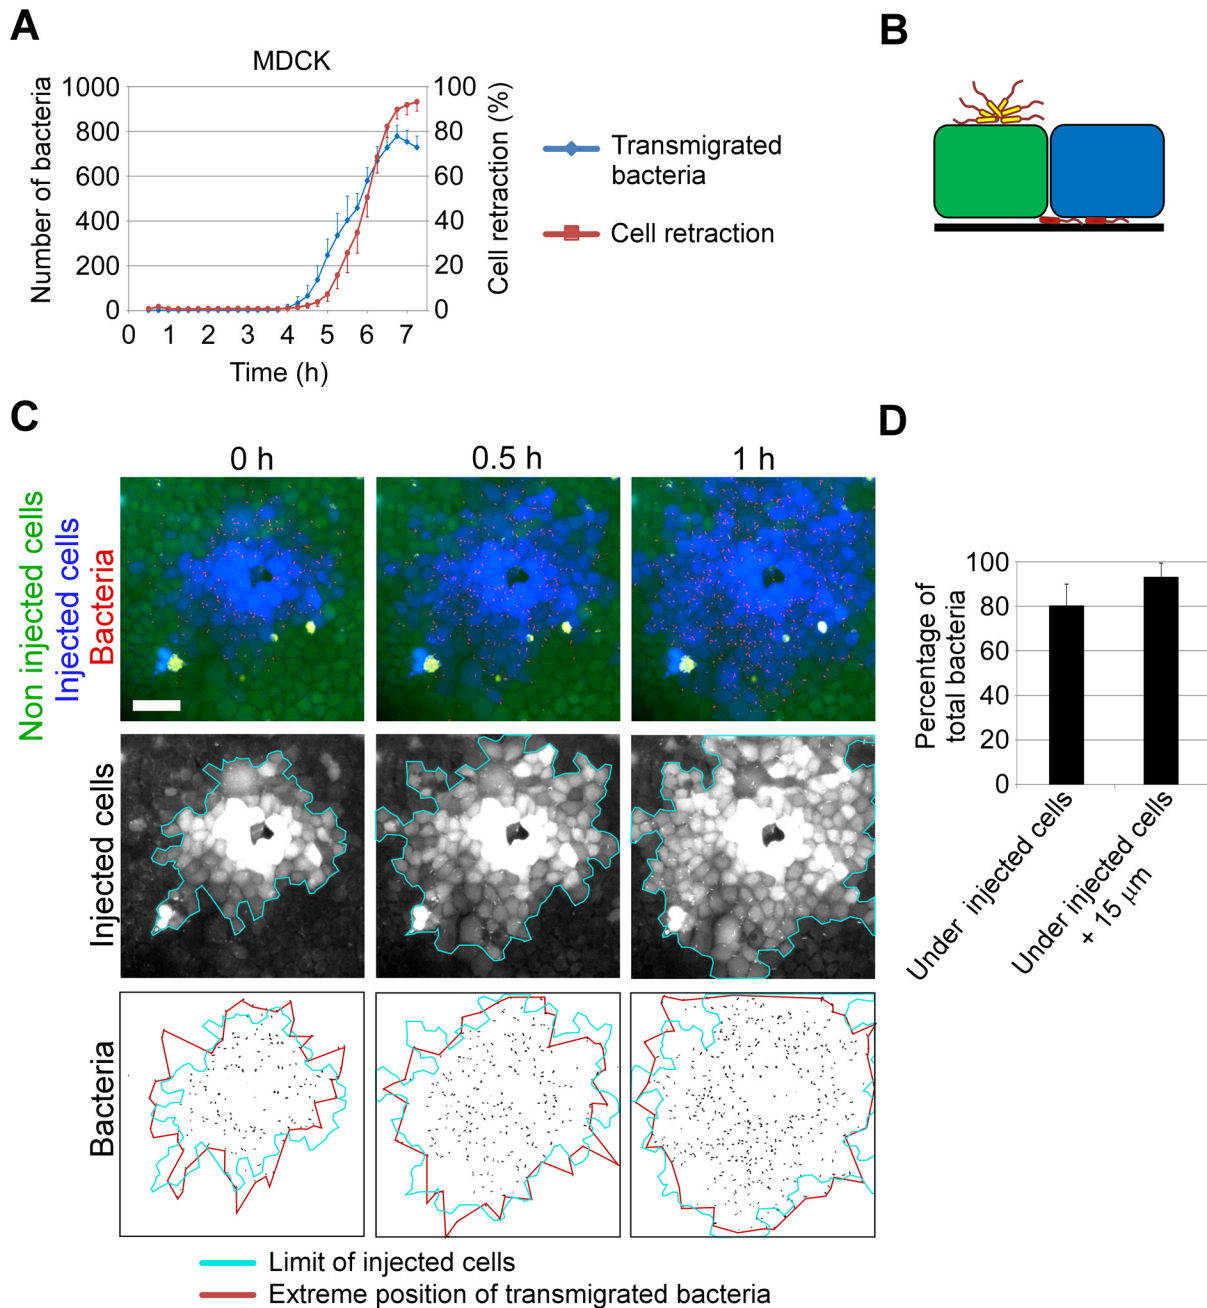 A
MDCK
Number of bacteria
1000
800
600
400
200
0
0 1 2 3 4 5 6 7
Time (h)
100
80
60
40
20
0
Cell retraction (%)
Transmigrated
bacteria
Cell retraction
B
C
0 h
0.5 h
1 h
Non injected cells
Injected cells
Bacteria
Injected cells
Bacteria
Limit of injected cells
Extreme position of transmigrated bacteria
D
Percentage of
total bacteria
100
80
60
40
20
0
Under injected cells
Under injected cells
+ 15 µm